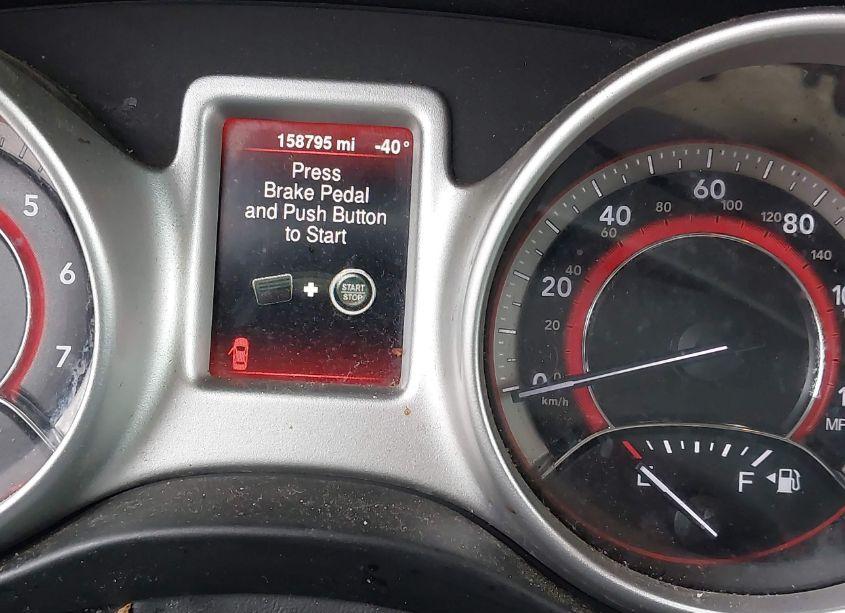 158795 mi -40°
Press
Brake Pedal
and Push Button
to Start
START
STOP
5
6
7
0
20
40
60
80
0
20
40
60
80
100
120
140
km/h
E
F